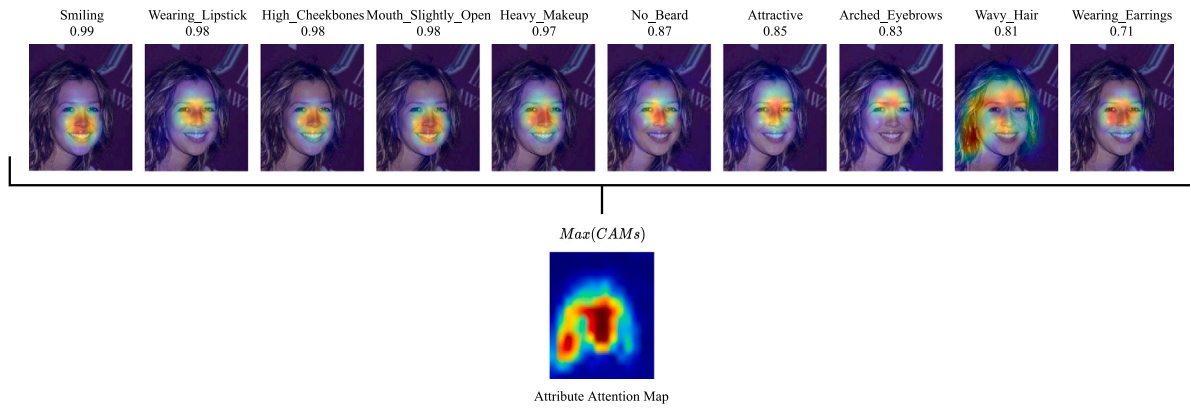 Smiling Wearing_Lipstick High_Cheekbones Mouth_Slightly_Open Heavy_Makeup No_Beard Attractive Arched_Eyebrows Wavy_Hair Wearing_Earrings
0.99 0.98 0.98 0.98 0.97 0.87 0.85 0.83 0.81 0.71
Max(CAMs)
Attribute Attention Map